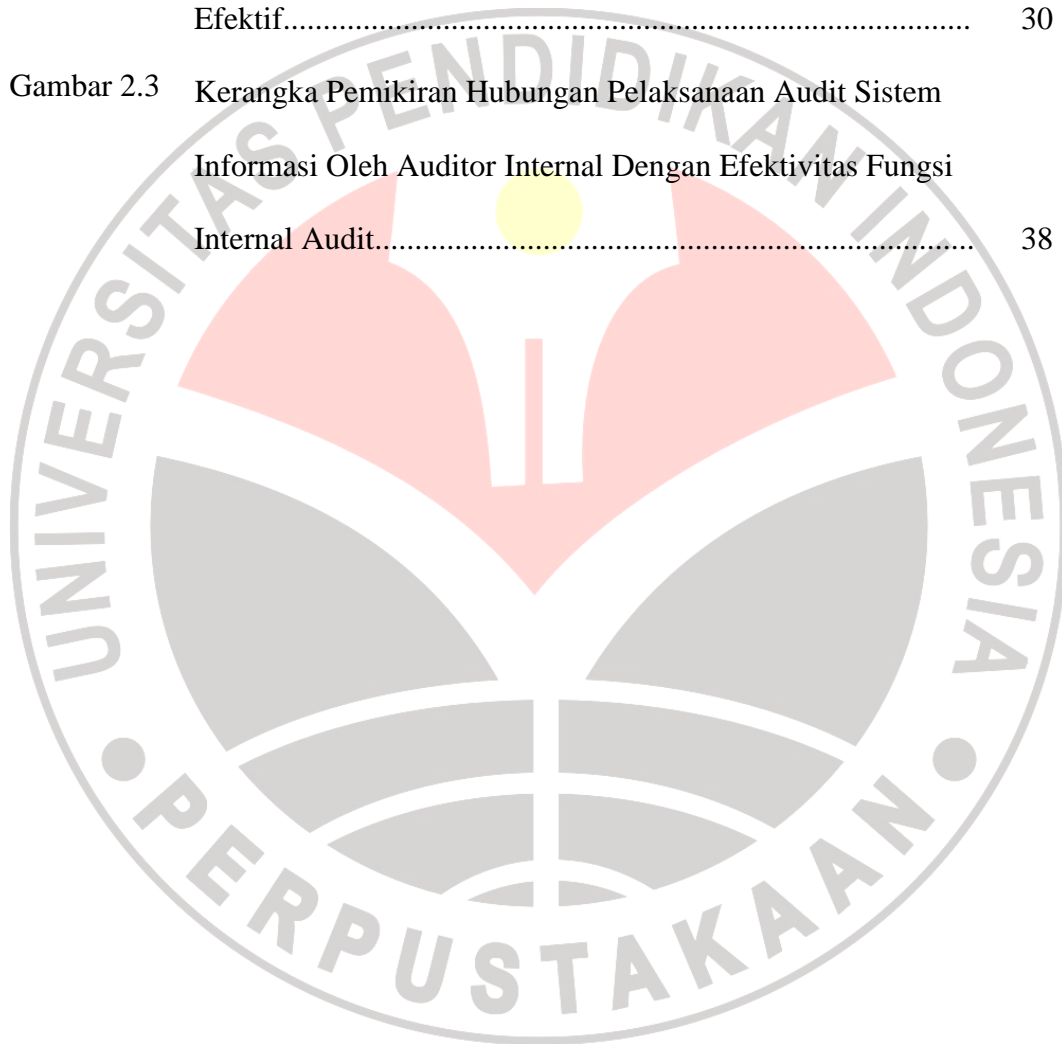 Efektif........................................................................................ 30
Gambar 2.3 Kerangka Pemikiran Hubungan Pelaksanaan Audit Sistem
Informasi Oleh Auditor Internal Dengan Efektivitas Fungsi
Internal Audit............................................................................ 38
UNIVERSITAS PENDIDIKAN INDONESIA
PERPUSTAKAAN